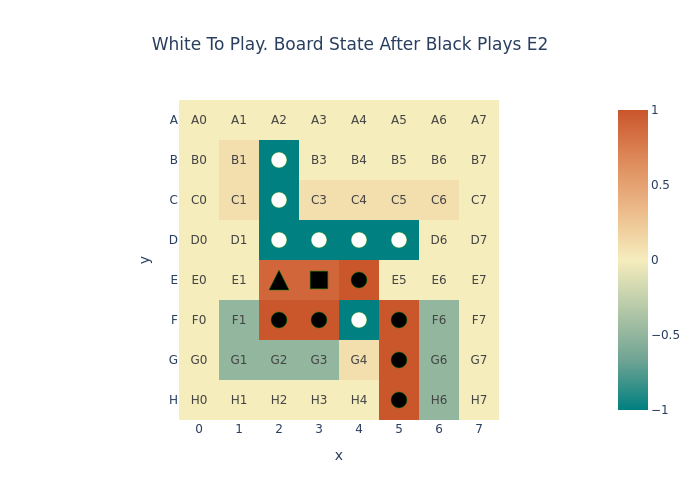 White To Play. Board State After Black Plays E2
A A0 A1 A2 A3 A4 A5 A6 A7
B B0 B1 B3 B4 B5 B6 B7
C C0 C1 C3 C4 C5 C6 C7
D D0 D1 D6 D7
E E0 E1 E5 E6 E7
F F0 F1 F6 F7
G G0 G1 G2 G3 G4 G6 G7
H H0 H1 H2 H3 H4 H6 H7
0 1 2 3 4 5 6 7
x
y
1
0.5
0
−0.5
−1